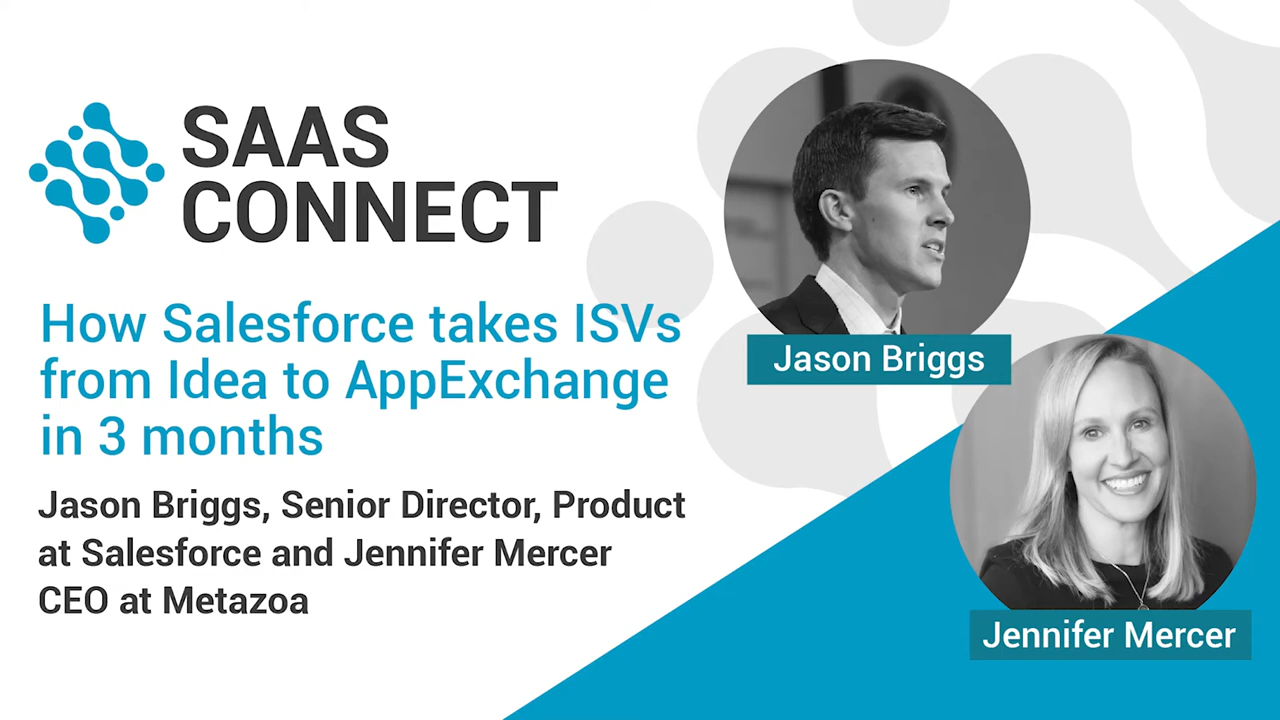 SAAS
CONNECT
How Salesforce takes ISVs
from Idea to AppExchange
in 3 months
Jason Briggs, Senior Director, Product
at Salesforce and Jennifer Mercer
CEO at Metazoa
Jason Briggs
Jennifer Mercer